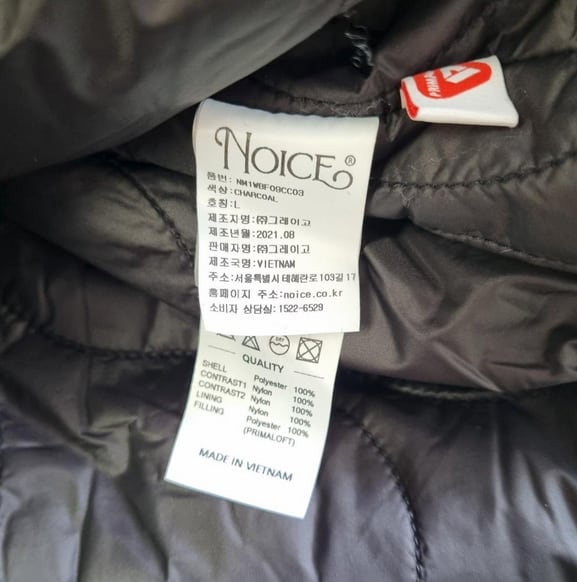 PRIMA
NOICE®
품번: NM1WBF09CC03
색상: CHARCOAL
호칭: L
제조자명:㈜그레이고
제조년월:2021.08
판매자명:㈜그레이고
제조국명:VIETNAM
주소:서울특별시 테헤란로 103길 17
홈페이지 주소:noice.co.kr
소비자 상담실:1522-6529
DRY
QUALITY
SHELL Polyester 100%
CONTRAST1 Nylon 100%
CONTRAST2 Nylon 100%
LINING Nylon 100%
FILLING Polyester 100%
(PRIMALOFT)
MADE IN VIETNAM